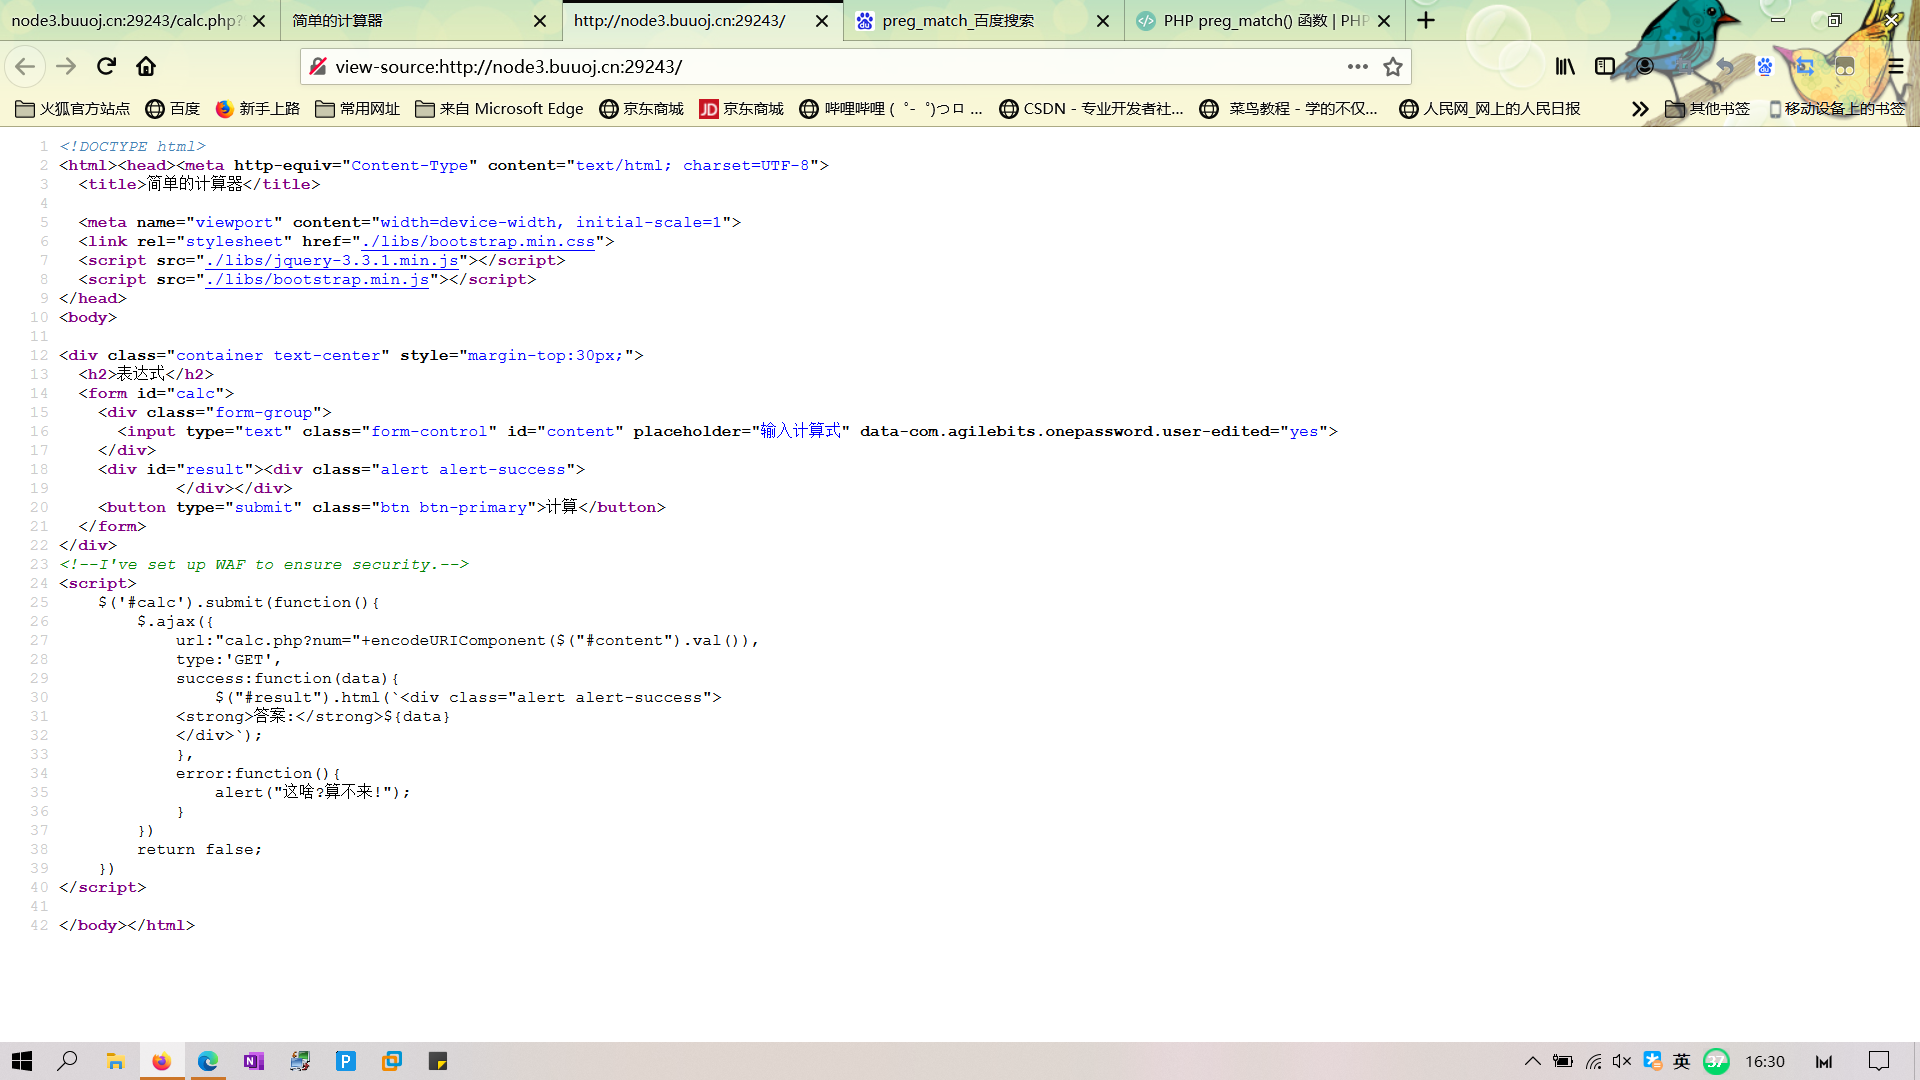 node3.buuoj.cn:29243/calc.php?
简单的计算器
http://node3.buuoj.cn:29243/
preg_match_百度搜索
PHP preg_match() 函数 | PHP
view-source:http://node3.buuoj.cn:29243/
火狐官方站点
百度
新手上路
常用网址
来自 Microsoft Edge
京东商城
JD 京东商城
哔哩哔哩 ( ゜- ゜)つロ ...
CSDN - 专业开发者社...
菜鸟教程 - 学的不仅...
人民网_网上的人民日报
其他书签
移动设备上的书签
1 <!DOCTYPE html>
2 <html><head><meta http-equiv="Content-Type" content="text/html; charset=UTF-8">
3   <title>简单的计算器</title>
4
5   <meta name="viewport" content="width=device-width, initial-scale=1">
6   <link rel="stylesheet" href="./libs/bootstrap.min.css">
7   <script src="./libs/jquery-3.3.1.min.js"></script>
8   <script src="./libs/bootstrap.min.js"></script>
9 </head>
10 <body>
11
12 <div class="container text-center" style="margin-top:30px;">
13   <h2>表达式</h2>
14   <form id="calc">
15     <div class="form-group">
16       <input type="text" class="form-control" id="content" placeholder="输入计算式" data-com.agilebits.onepassword.user-edited="yes">
17     </div>
18     <div id="result"><div class="alert alert-success">
19             </div></div>
20     <button type="submit" class="btn btn-primary">计算</button>
21   </form>
22 </div>
23 <!--I've set up WAF to ensure security.-->
24 <script>
25     $('#calc').submit(function(){
26         $.ajax({
27             url:"calc.php?num="+encodeURIComponent($("#content").val()),
28             type:'GET',
29             success:function(data){
30                 $("#result").html(`<div class="alert alert-success">
31             <strong>答案:</strong>${data}
32             </div>`);
33             },
34             error:function(){
35                 alert("这啥?算不来!");
36             }
37         })
38         return false;
39     })
40 </script>
41
42 </body></html>
英
37
16:30